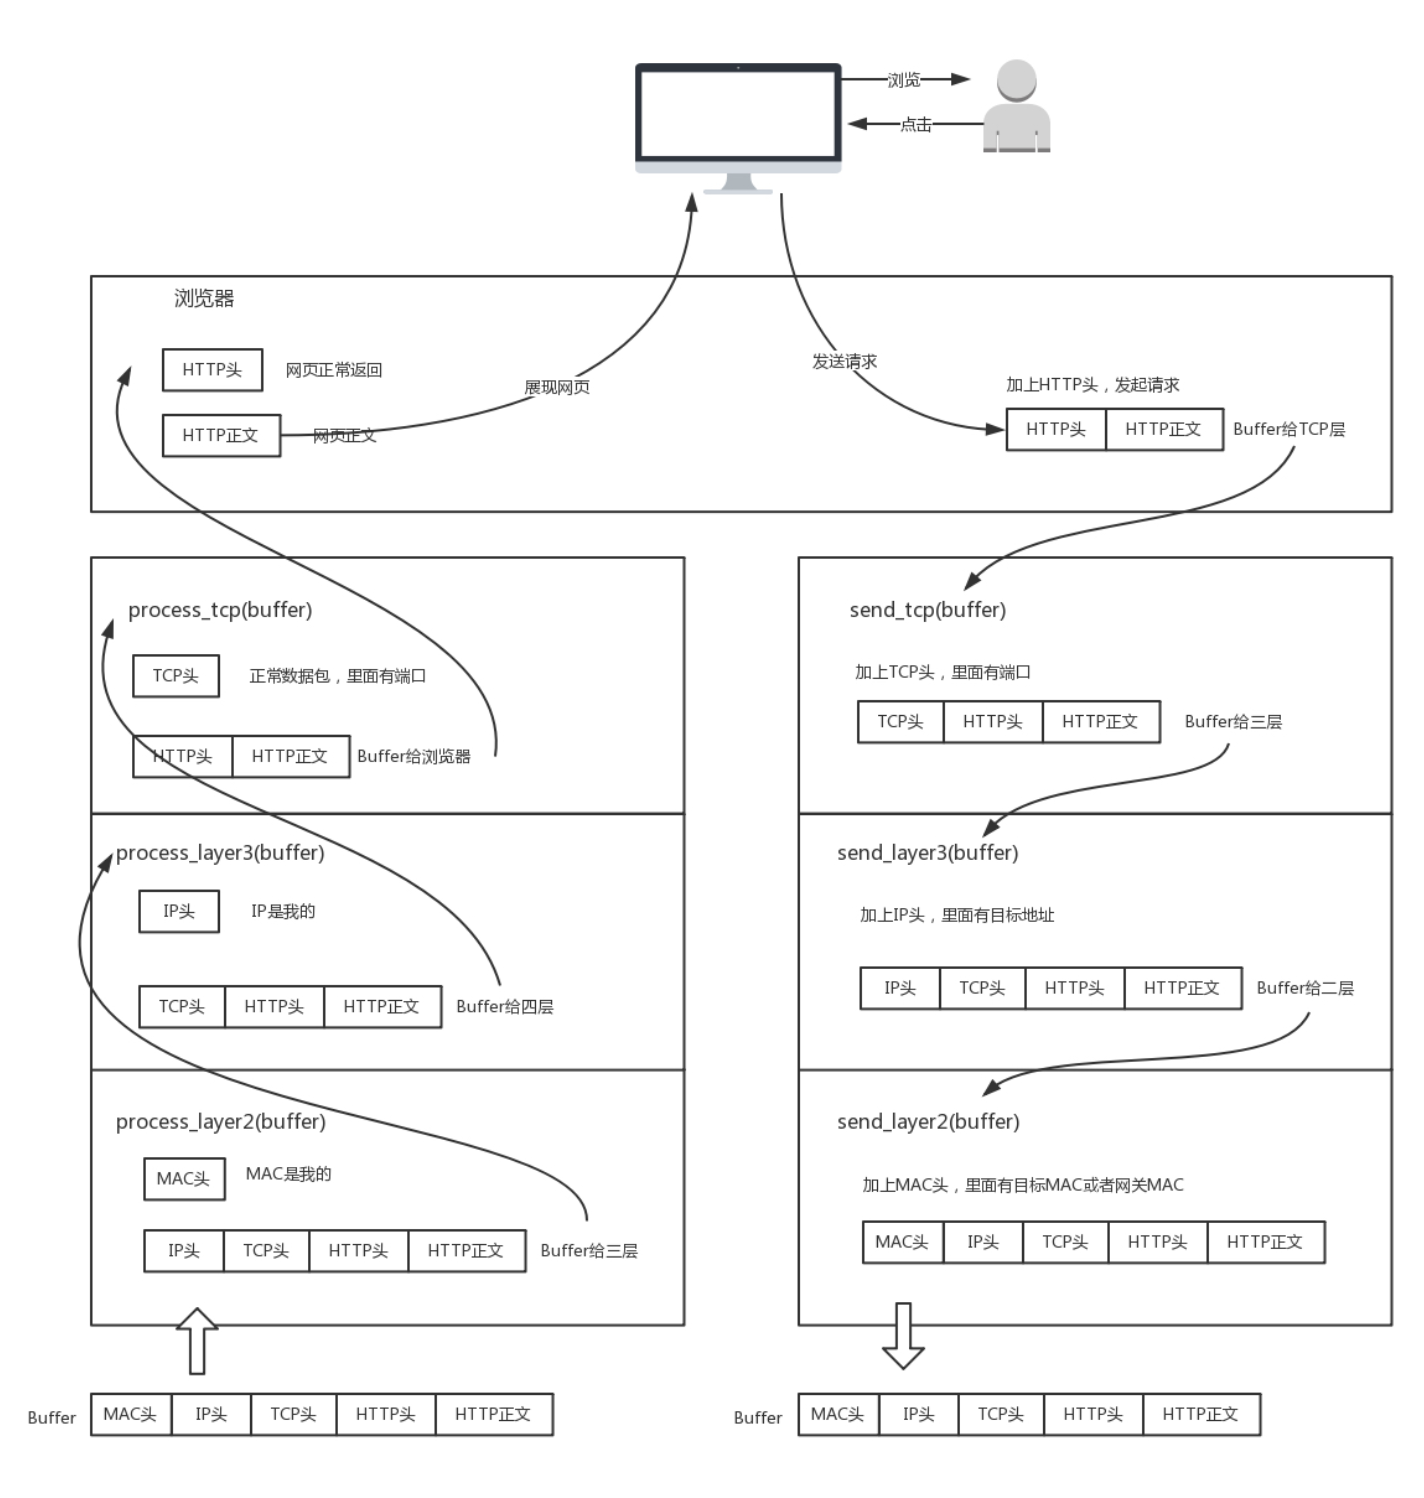 浏览
点击
浏览器
HTTP头
网页正常返回
展现网页
HTTP正文
网页正文
发送请求
加上HTTP头，发起请求
HTTP头 HTTP正文
Buffer给TCP层
process_tcp(buffer)
TCP头
正常数据包，里面有端口
HTTP头 HTTP正文
Buffer给浏览器
process_layer3(buffer)
IP头
IP是我的
TCP头 HTTP头 HTTP正文
Buffer给四层
process_layer2(buffer)
MAC头
MAC是我的
IP头 TCP头 HTTP头 HTTP正文
Buffer给三层
Buffer
MAC头 IP头 TCP头 HTTP头 HTTP正文
send_tcp(buffer)
加上TCP头，里面有端口
TCP头 HTTP头 HTTP正文
Buffer给三层
send_layer3(buffer)
加上IP头，里面有目标地址
IP头 TCP头 HTTP头 HTTP正文
Buffer给二层
send_layer2(buffer)
加上MAC头，里面有目标MAC或者网关MAC
MAC头 IP头 TCP头 HTTP头 HTTP正文
Buffer
MAC头 IP头 TCP头 HTTP头 HTTP正文